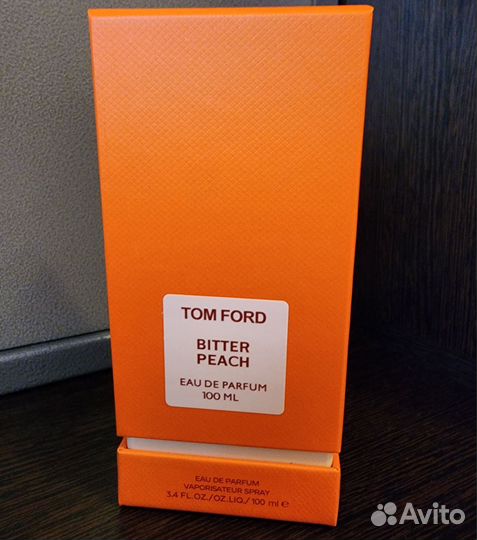 TOM FORD
BITTER
PEACH
EAU DE PARFUM
100 ML
EAU DE PARFUM
VAPORISATEUR SPRAY
3.4 FL.OZ./OZ.LIQ./ 100 ml ℮
Avito